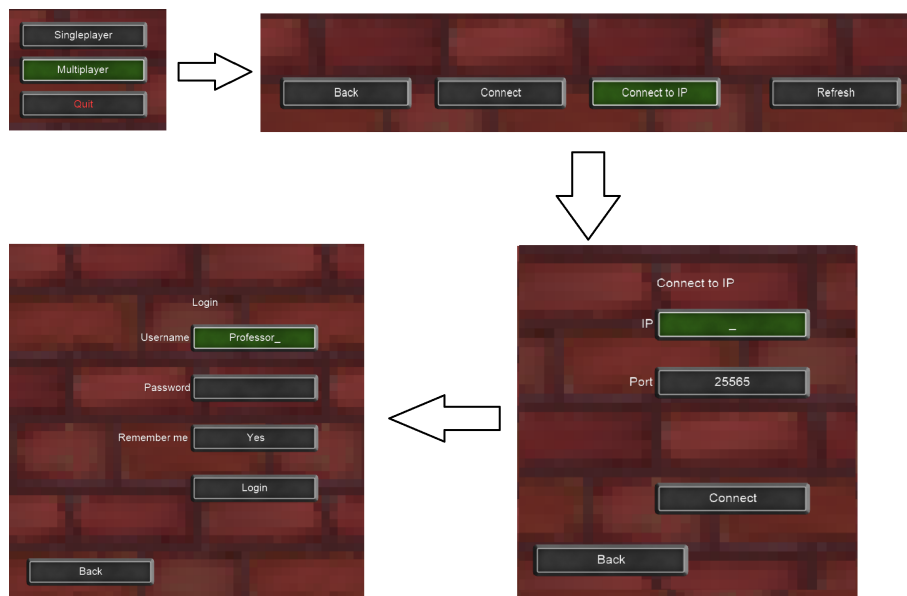 Singleplayer
Multiplayer
Quit
Back
Connect
Connect to IP
Refresh
Connect to IP
IP _
Port 25565
Connect
Back
Login
Username Professor_
Password
Remember me Yes
Login
Back